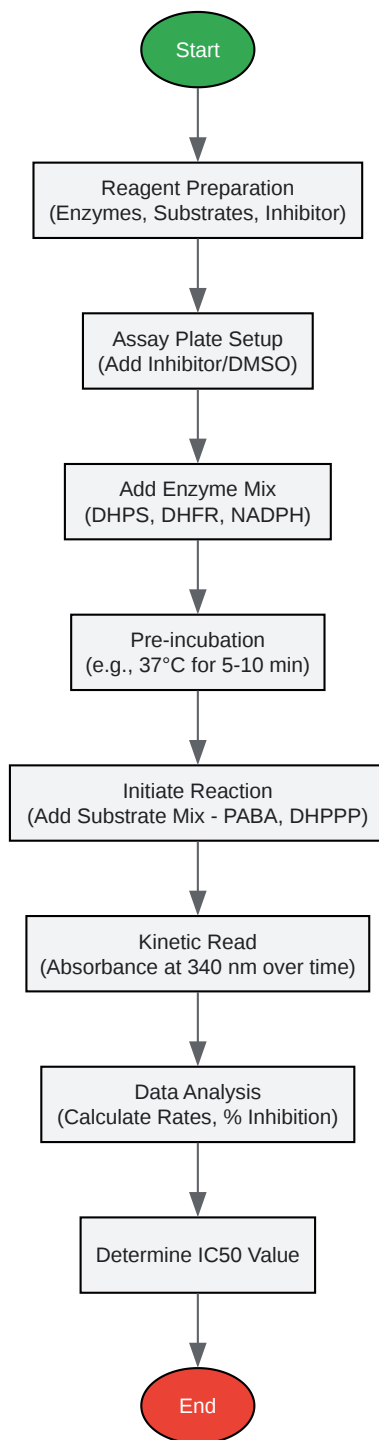 Start
Reagent Preparation
(Enzymes, Substrates, Inhibitor)
Assay Plate Setup
(Add Inhibitor/DMSO)
Add Enzyme Mix
(DHPS, DHFR, NADPH)
Pre-incubation
(e.g., 37°C for 5-10 min)
Initiate Reaction
(Add Substrate Mix - PABA, DHPPP)
Kinetic Read
(Absorbance at 340 nm over time)
Data Analysis
(Calculate Rates, % Inhibition)
Determine IC50 Value
End